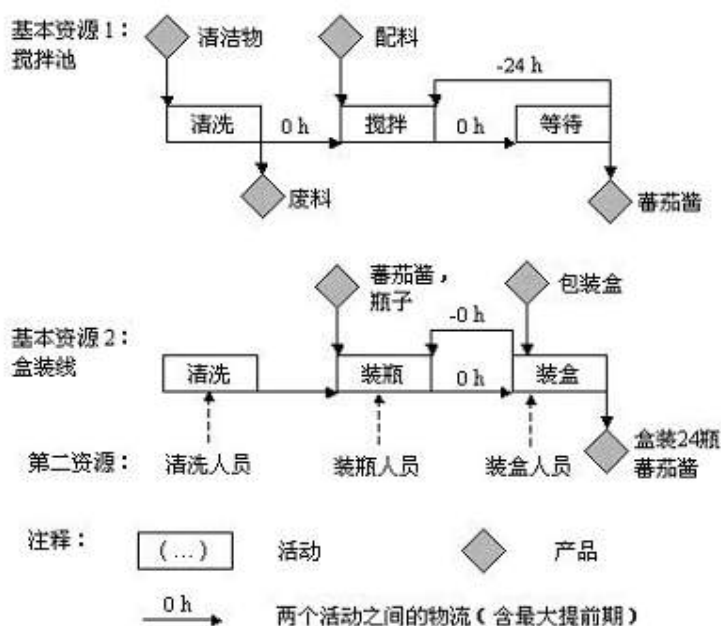 基本资源1：
搅拌池
清洁物
配料
-24 h
清洗
0 h
搅拌
0 h
等待
废料
蕃茄酱
基本资源2：
盒装线
蕃茄酱，
瓶子
包装盒
-0 h
清洗
装瓶
0 h
装盒
第二资源：
清洗人员
装瓶人员
装盒人员
盒装24瓶
蕃茄酱
注释：
(...)
活动
产品
0 h
两个活动之间的物流（含最大提前期）